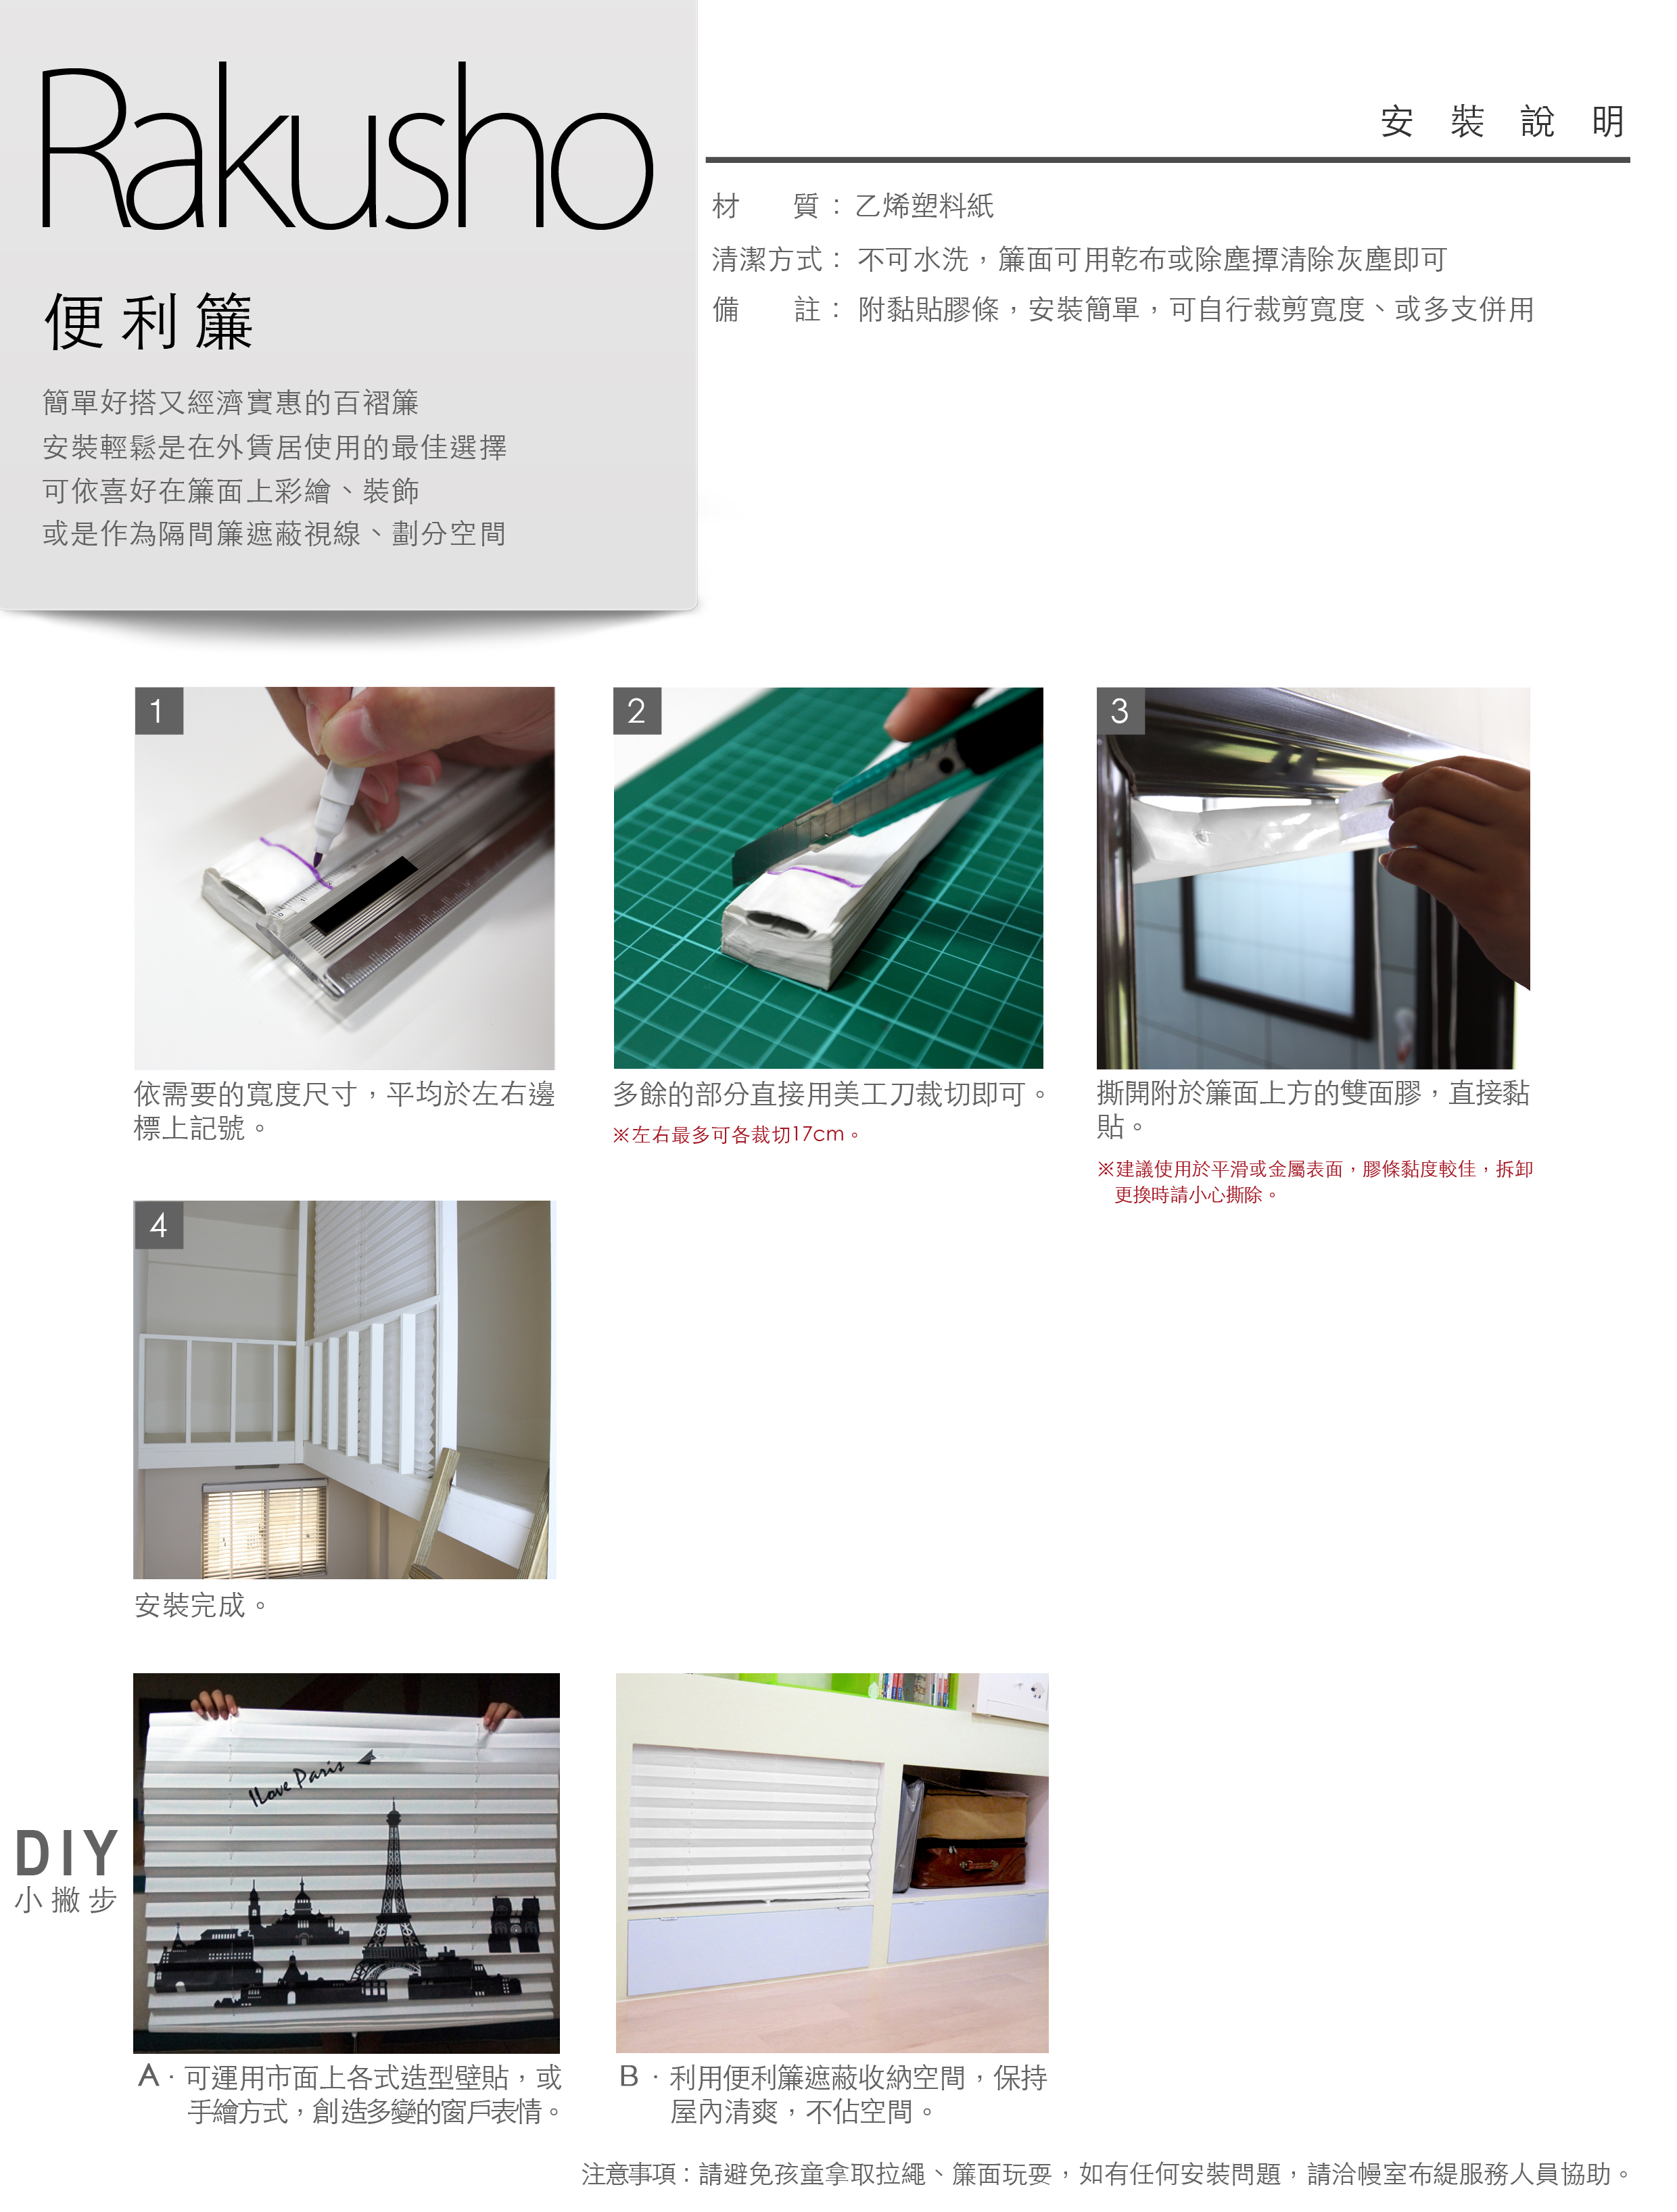 Rakusho
便利簾
簡單好搭又經濟實惠的百褶簾
安裝輕鬆是在外賃居使用的最佳選擇
可依喜好在簾面上彩繪、裝飾
或是作為隔間簾遮蔽視線、劃分空間
安裝說明
材質：乙烯塑料紙
清潔方式：不可水洗，簾面可用乾布或除塵撣清除灰塵即可
備註：附黏貼膠條，安裝簡單，可自行裁剪寬度、或多支併用
1
依需要的寬度尺寸，平均於左右邊
標上記號。
2
多餘的部分直接用美工刀裁切即可。
※左右最多可各裁切17cm。
3
撕開附於簾面上方的雙面膠，直接黏
貼。
※建議使用於平滑或金屬表面，膠條黏度較佳，拆卸
更換時請小心撕除。
4
安裝完成。
DIY
小撇步
I Love Paris
A．可運用市面上各式造型壁貼，或
手繪方式，創造多變的窗戶表情。
B．利用便利簾遮蔽收納空間，保持
屋內清爽，不佔空間。
注意事項：請避免孩童拿取拉繩、簾面玩耍，如有任何安裝問題，請洽幔室布緹服務人員協助。